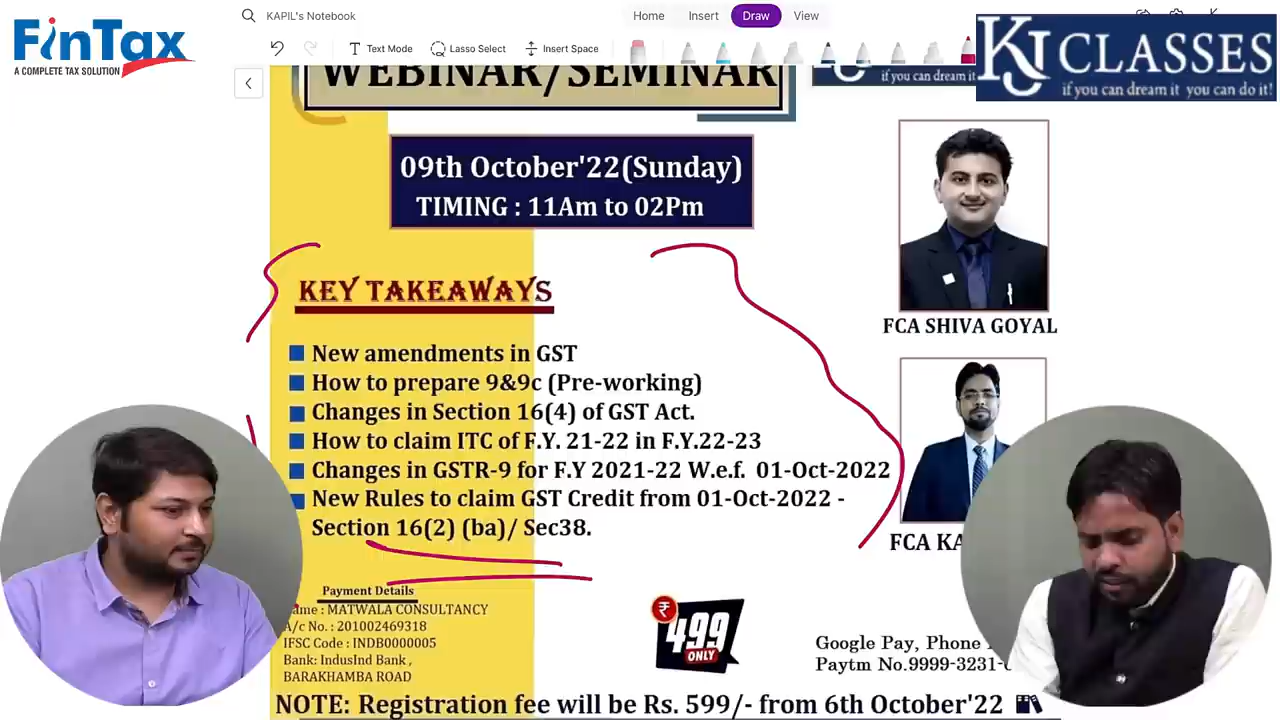 FinTax
A COMPLETE TAX SOLUTION
KAPIL's Notebook
Home Insert Draw View
Text Mode Lasso Select Insert Space
KJ CLASSES
if you can dream it you can do it!
if you can dream it
WEBINAR/SEMINAR
09th October'22(Sunday)
TIMING : 11Am to 02Pm
FCA SHIVA GOYAL
KEY TAKEAWAYS
New amendments in GST
How to prepare 9&9c (Pre-working)
Changes in Section 16(4) of GST Act.
How to claim ITC of F.Y. 21-22 in F.Y.22-23
Changes in GSTR-9 for F.Y 2021-22 W.e.f. 01-Oct-2022
New Rules to claim GST Credit from 01-Oct-2022 -
Section 16(2) (ba)/ Sec38.
FCA
Payment Details
: MATWALA CONSULTANCY
A/c No. : 201002469318
IFSC Code : INDB0000005
Bank: IndusInd Bank ,
BARAKHAMBA ROAD
₹
499
ONLY
Google Pay, Phone
Paytm No.9999-3231-
NOTE: Registration fee will be Rs. 599/- from 6th October'22